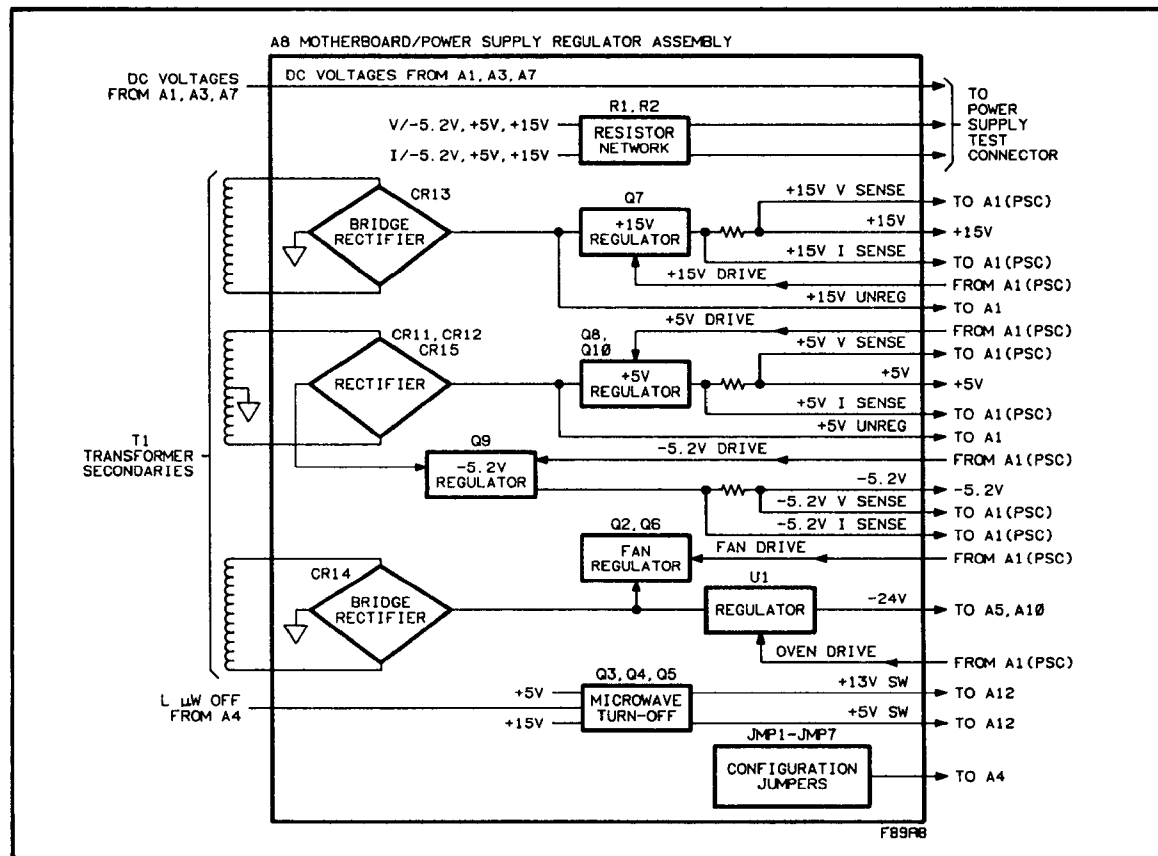 A8 MOTHERBOARD/POWER SUPPLY REGULATOR ASSEMBLY
DC VOLTAGES
FROM A1, A3, A7
DC VOLTAGES FROM A1, A3, A7
TO
POWER
SUPPLY
TEST
CONNECTOR
R1, R2
V/-5.2V, +5V, +15V
I/-5.2V, +5V, +15V
RESISTOR
NETWORK
CR13
BRIDGE
RECTIFIER
Q7
+15V
REGULATOR
+15V V SENSE
TO A1(PSC)
+15V
+15V
+15V I SENSE
TO A1(PSC)
+15V DRIVE
FROM A1(PSC)
+15V UNREG
TO A1
+5V DRIVE
FROM A1(PSC)
CR11, CR12
CR15
RECTIFIER
Q8,
Q10
+5V
REGULATOR
+5V V SENSE
TO A1(PSC)
+5V
+5V
+5V I SENSE
TO A1(PSC)
+5V UNREG
TO A1
T1
TRANSFORMER
SECONDARIES
Q9
-5.2V
REGULATOR
-5.2V DRIVE
FROM A1(PSC)
-5.2V
-5.2V
-5.2V V SENSE
TO A1(PSC)
-5.2V I SENSE
TO A1(PSC)
Q2, Q6
FAN
REGULATOR
FAN DRIVE
FROM A1(PSC)
CR14
BRIDGE
RECTIFIER
U1
REGULATOR
-24V
TO A5, A10
OVEN DRIVE
FROM A1(PSC)
L μW OFF
FROM A4
Q3, Q4, Q5
+5V
+15V
MICROWAVE
TURN-OFF
+13V SW
TO A12
+5V SW
TO A12
JMP1-JMP7
CONFIGURATION
JUMPERS
TO A4
F89A8